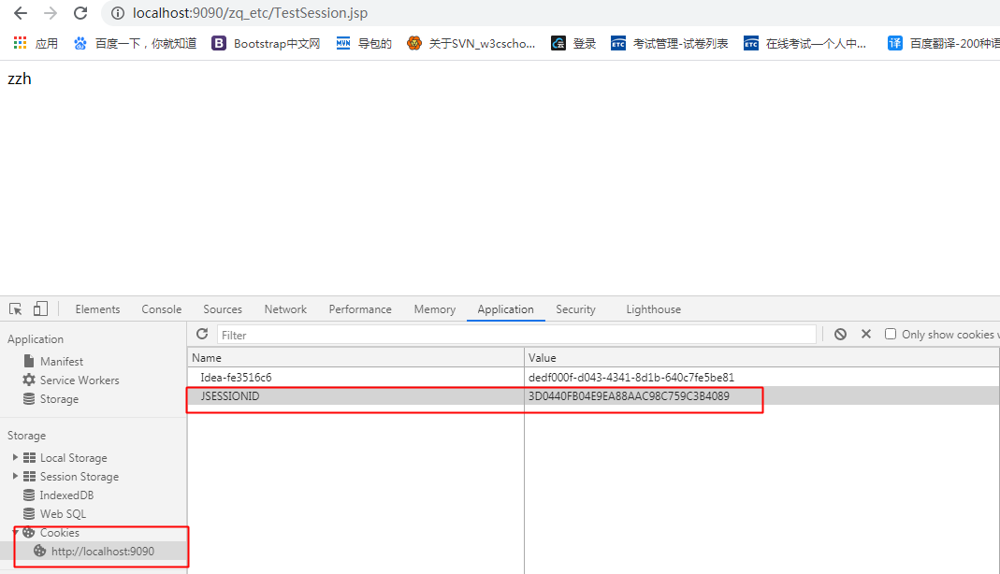 localhost:9090/zq_etc/TestSession.jsp
应用 百度一下，你就知道 B Bootstrap中文网 MVN 导包的 关于SVN_w3cscho... 登录 ETC 考试管理-试卷列表 ETC 在线考试—个人中... 译 百度翻译-200种语
zzh
Elements Console Sources Network Performance Memory Application Security Lighthouse
Application
Manifest
Service Workers
Storage
Storage
Local Storage
Session Storage
IndexedDB
Web SQL
Cookies
http://localhost:9090
Filter Only show cookies w
Name Value
Idea-fe3516c6 dedf000f-d043-4341-8d1b-640c7fe5be81
JSESSIONID 3D0440FB04E9EA88AAC98C759C3B4089